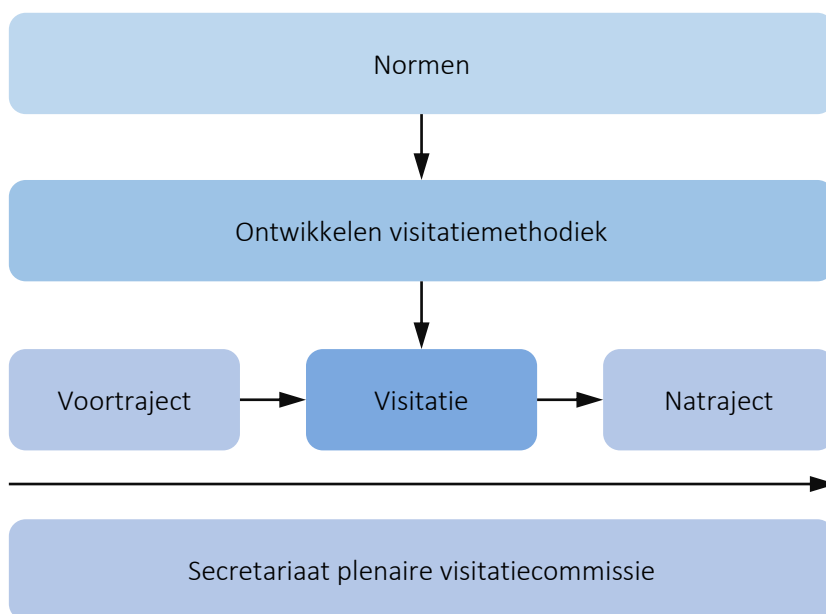 Normen
Ontwikkelen visitatiemethodiek
Voortraject
Visitatie
Natraject
Secretariaat plenaire visitatiecommissie